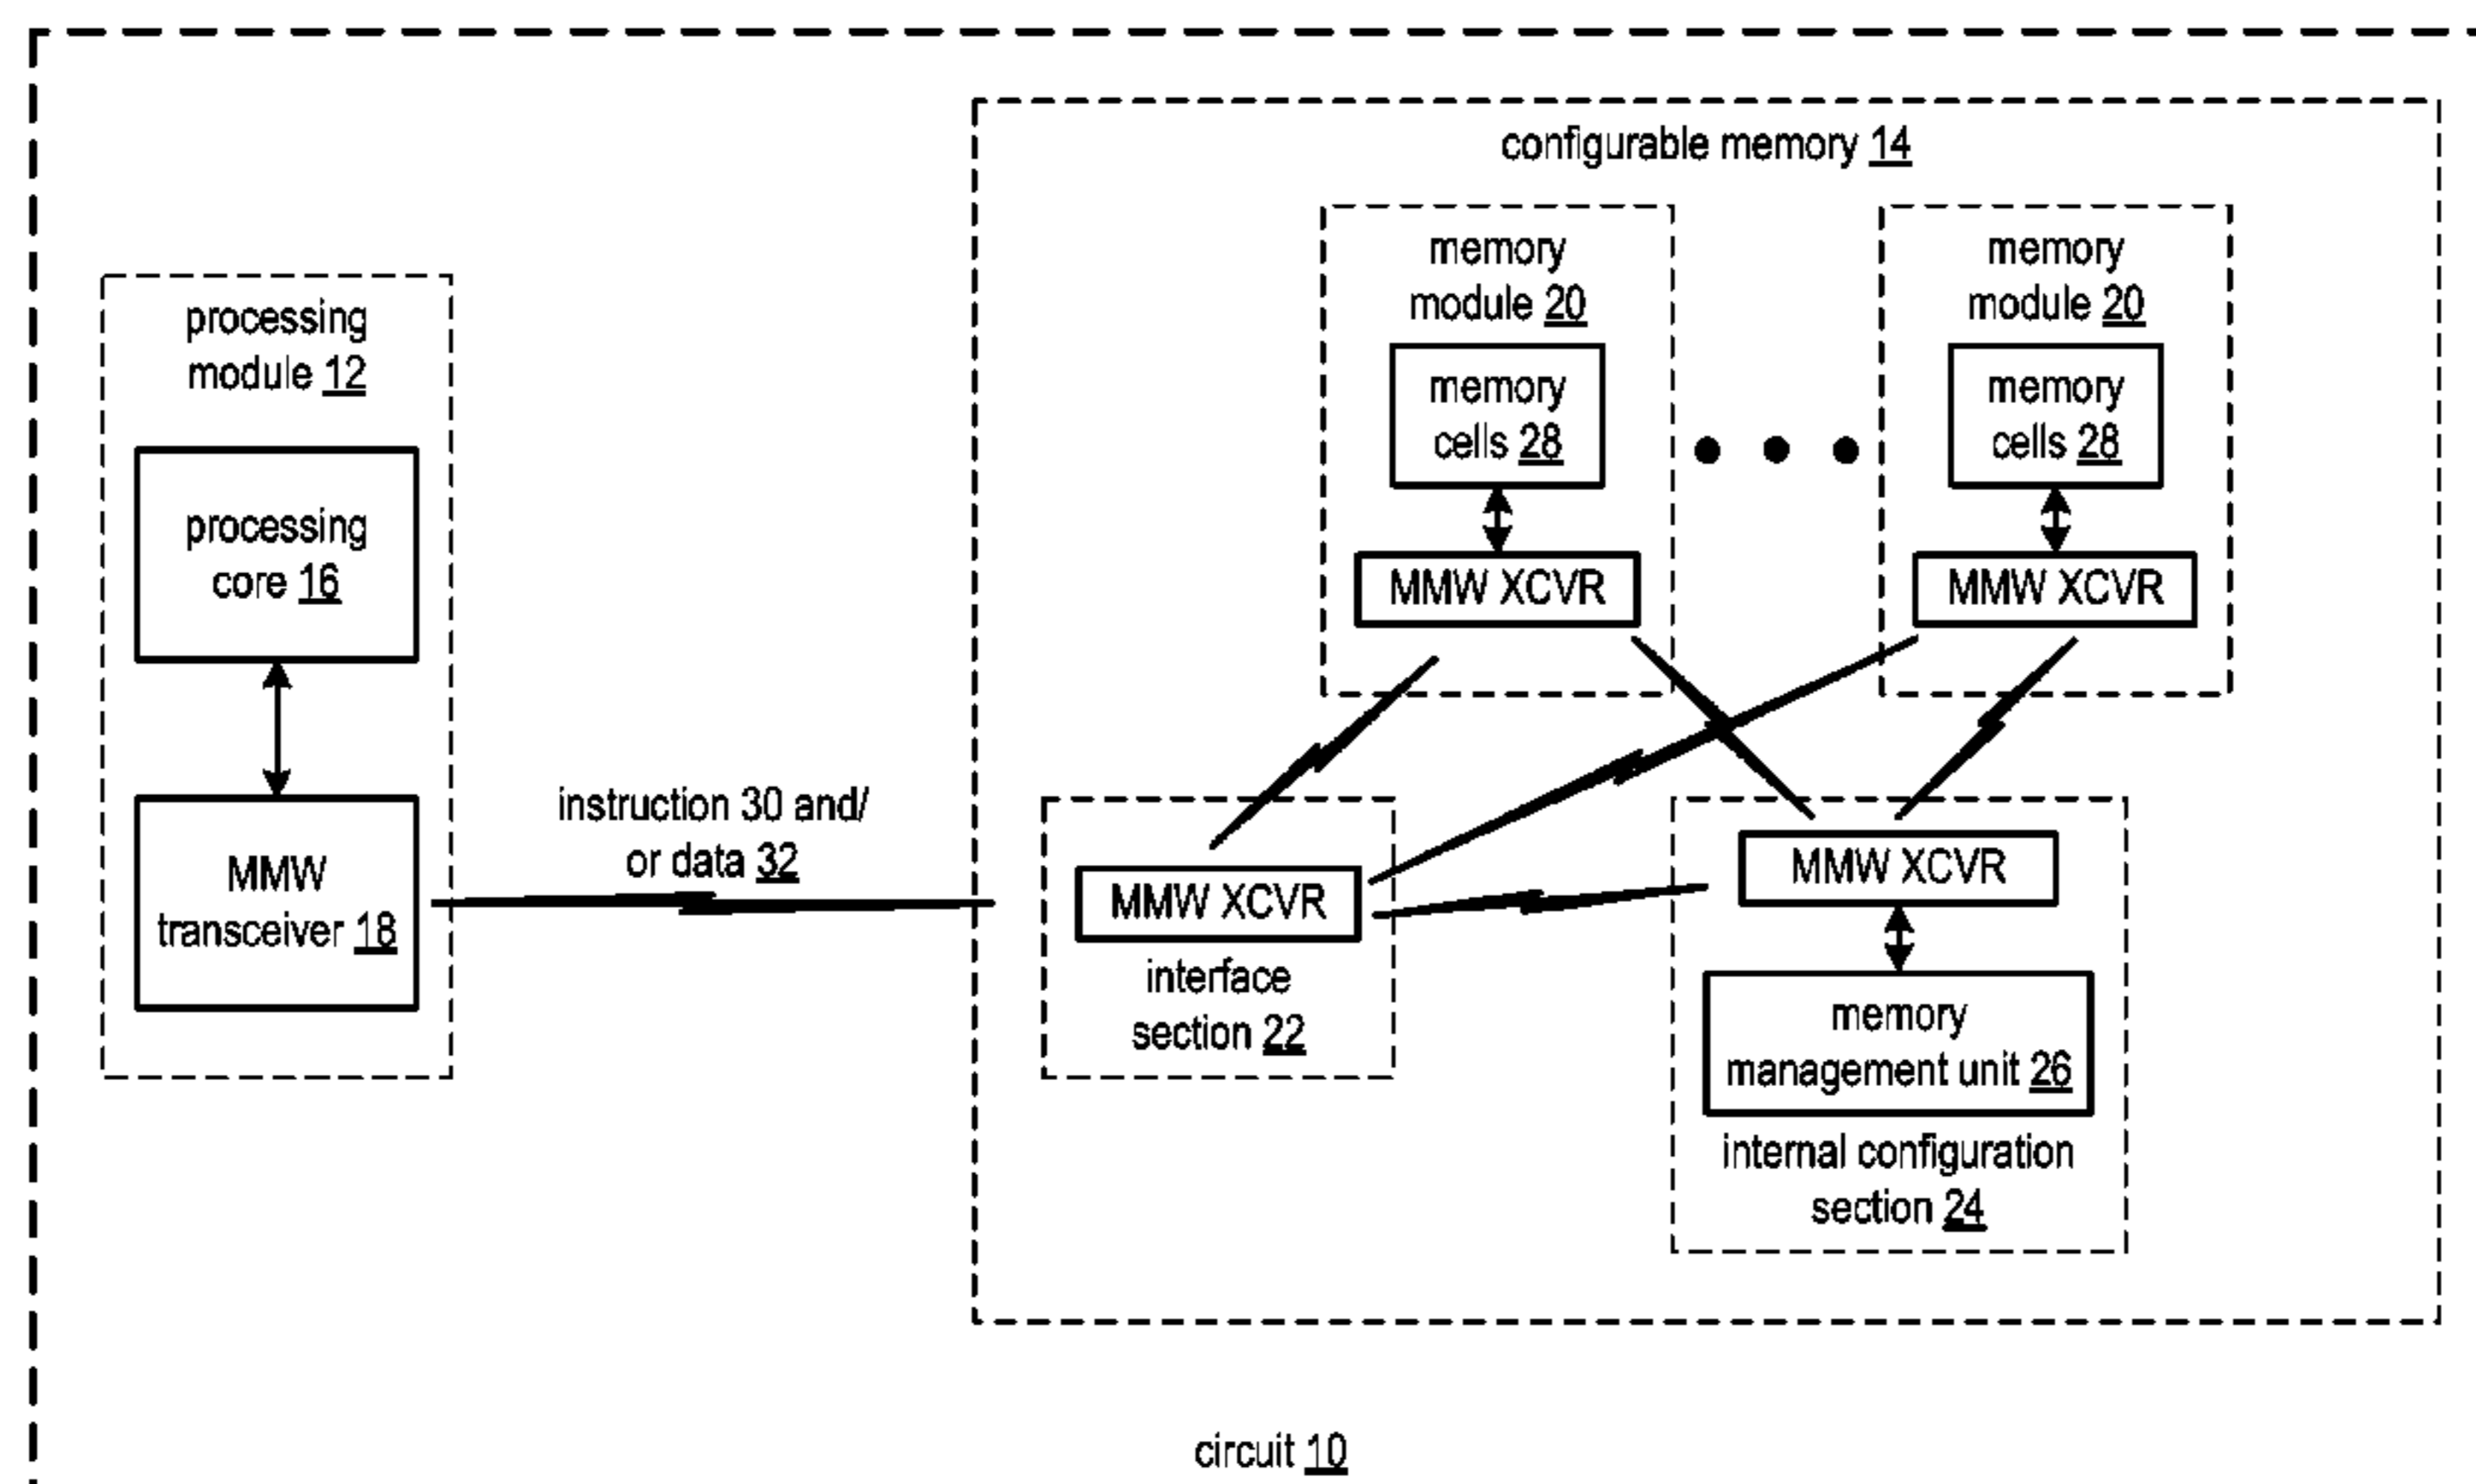 configurable memory 14
memory
module 20
memory
cells 28
MMW XCVR
memory
module 20
memory
cells 28
MMW XCVR
processing
module 12
processing
core 16
MMW
transceiver 18
instruction 30 and/
or data 32
MMW XCVR
interface
section 22
MMW XCVR
memory
management unit 26
internal configuration
section 24
circuit 10